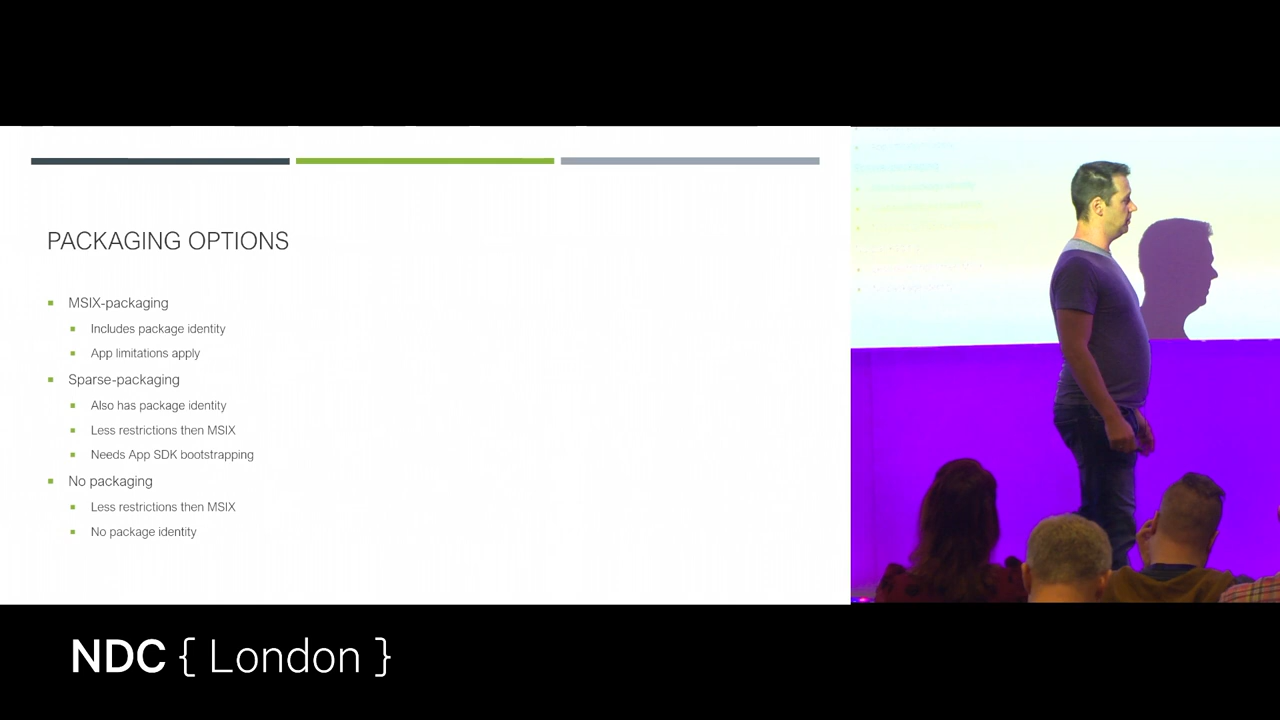 PACKAGING OPTIONS
MSIX-packaging
Includes package identity
App limitations apply
Sparse-packaging
Also has package identity
Less restrictions then MSIX
Needs App SDK bootstrapping
No packaging
Less restrictions then MSIX
No package identity
NDC { London }